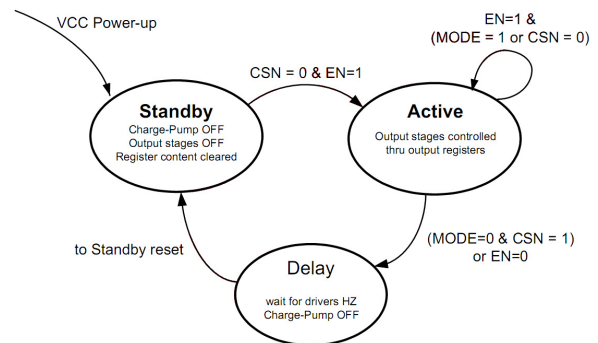 VCC Power-up
EN=1 &
(MODE = 1 or CSN = 0)
CSN = 0 & EN=1
Standby
Charge-Pump OFF
Output stages OFF
Register content cleared
Active
Output stages controlled
thru output registers
to Standby reset
(MODE=0 & CSN = 1)
or EN=0
Delay
wait for drivers HZ
Charge-Pump OFF